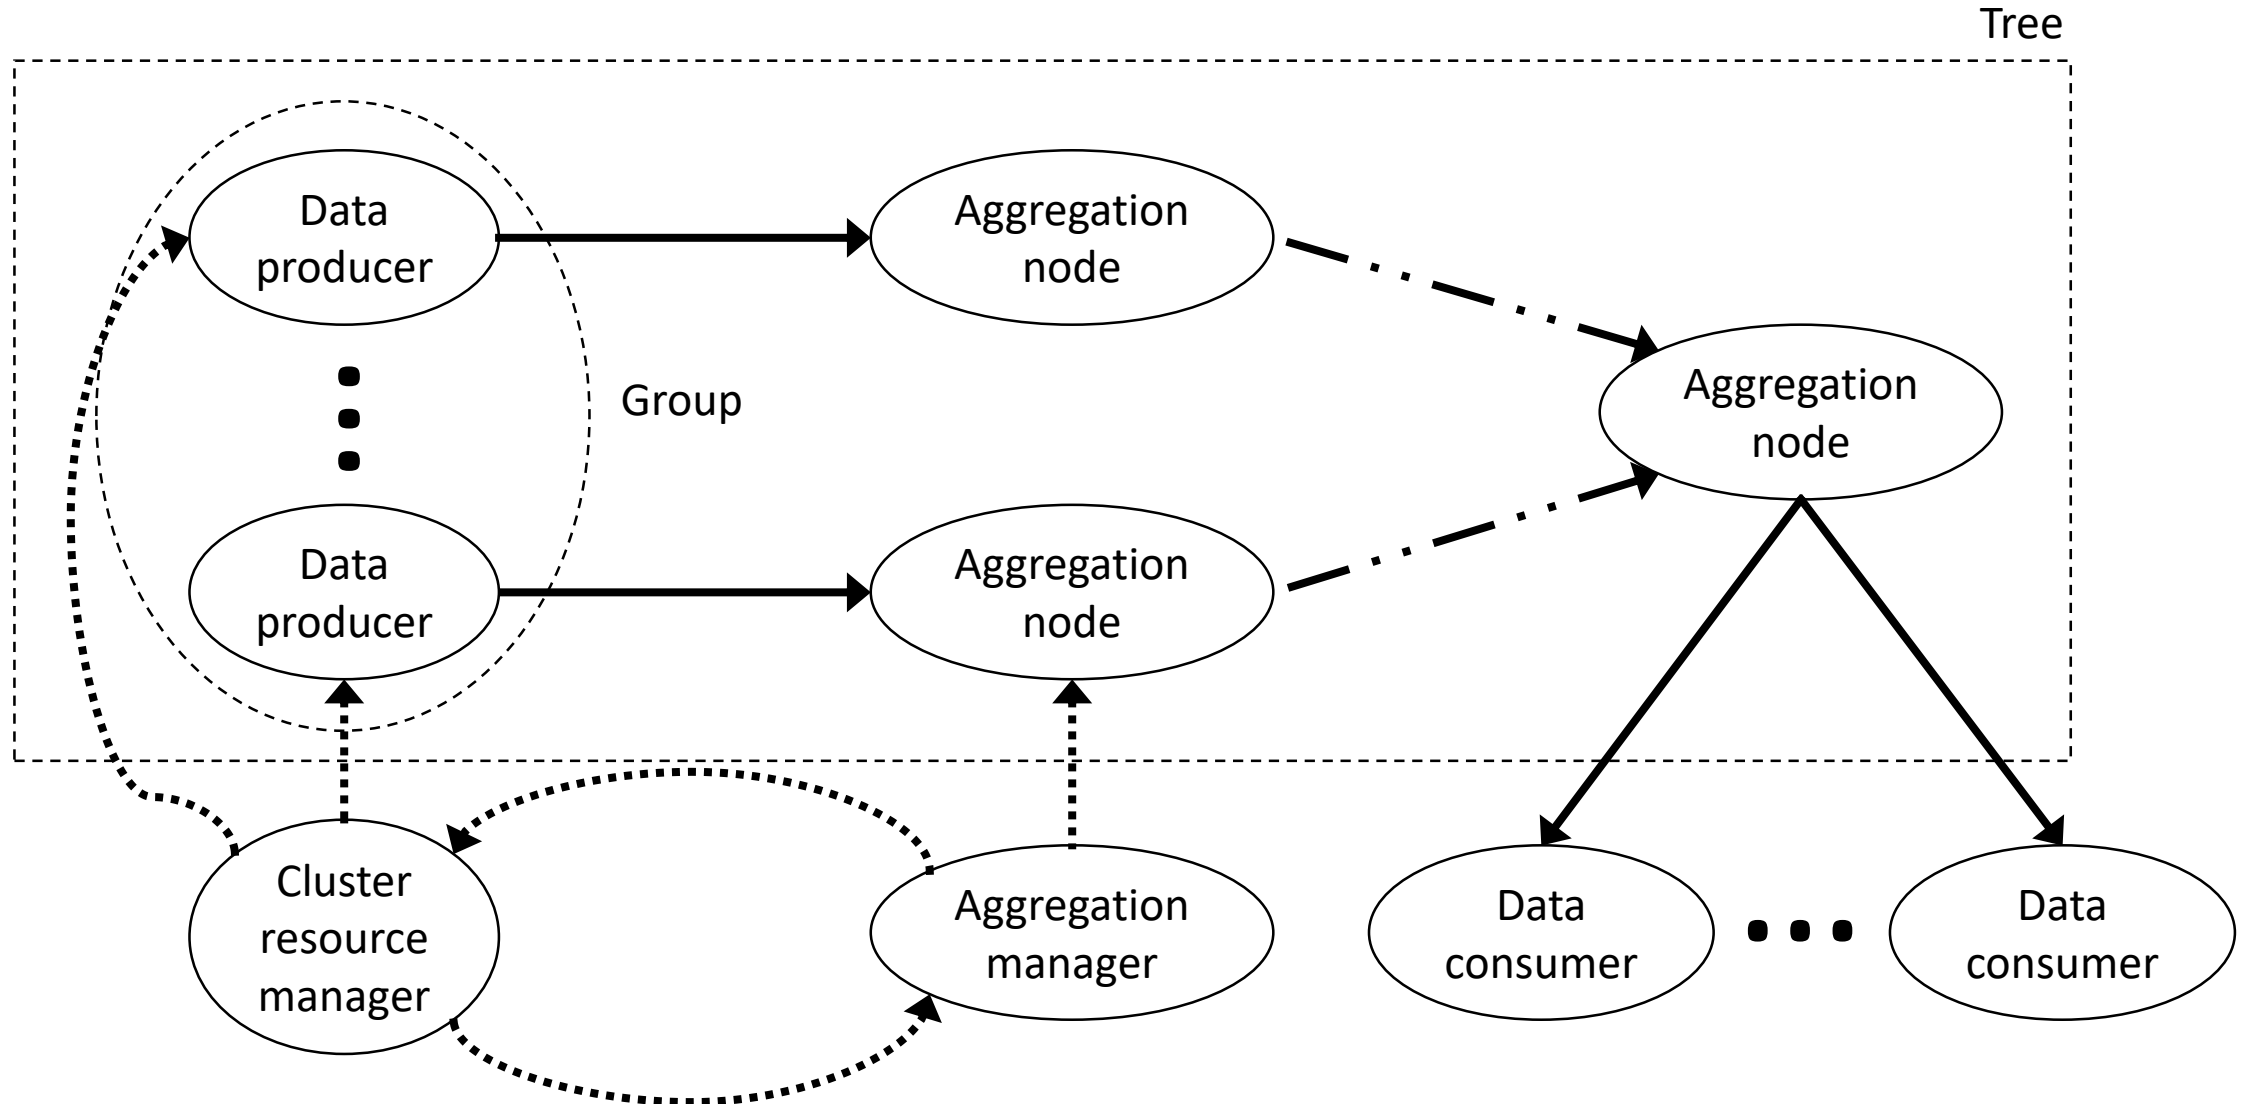 Tree
Data
producer
Aggregation
node
Aggregation
node
Group
Data
producer
Aggregation
node
Cluster
resource
manager
Aggregation
manager
Data
consumer
Data
consumer